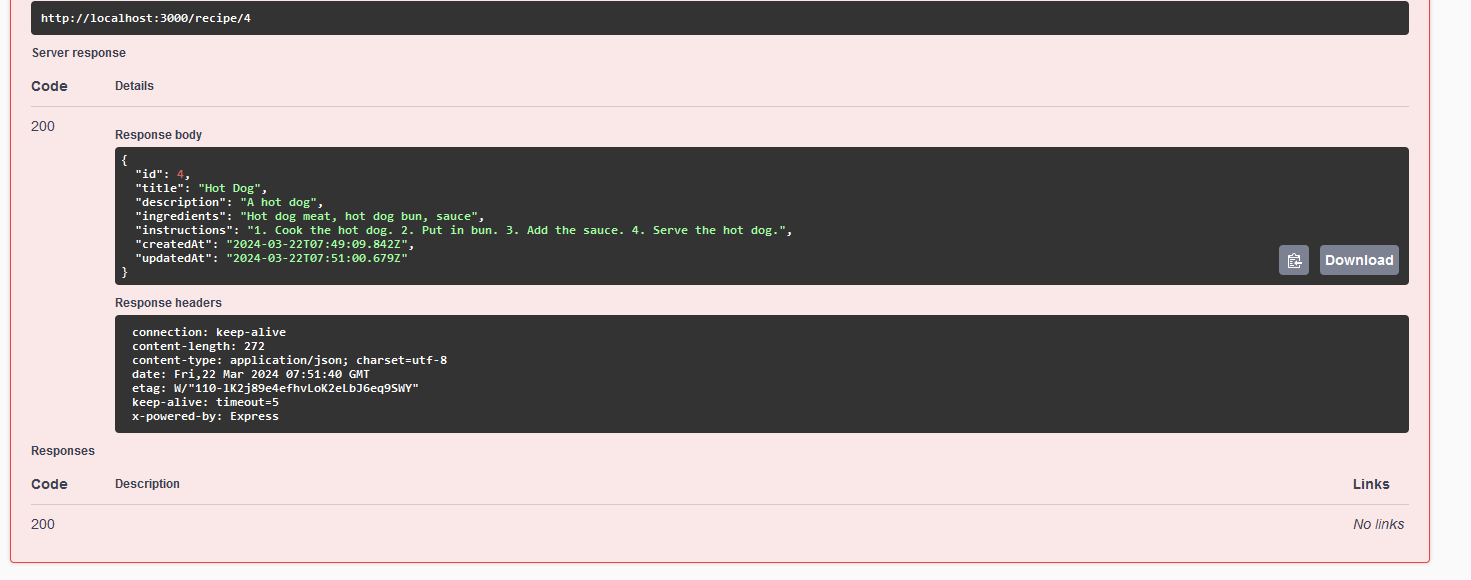 http://localhost:3000/recipe/4
Server response
Code Details
200
Response body
{
  "id": 4,
  "title": "Hot Dog",
  "description": "A hot dog",
  "ingredients": "Hot dog meat, hot dog bun, sauce",
  "instructions": "1. Cook the hot dog. 2. Put in bun. 3. Add the sauce. 4. Serve the hot dog.",
  "createdAt": "2024-03-22T07:49:09.842Z",
  "updatedAt": "2024-03-22T07:51:00.679Z"
}
Download
Response headers
connection: keep-alive
content-length: 272
content-type: application/json; charset=utf-8
date: Fri,22 Mar 2024 07:51:40 GMT
etag: W/"110-lK2j89e4efhvLoK2eLbJ6eq9SWY"
keep-alive: timeout=5
x-powered-by: Express
Responses
Code Description Links
200 No links